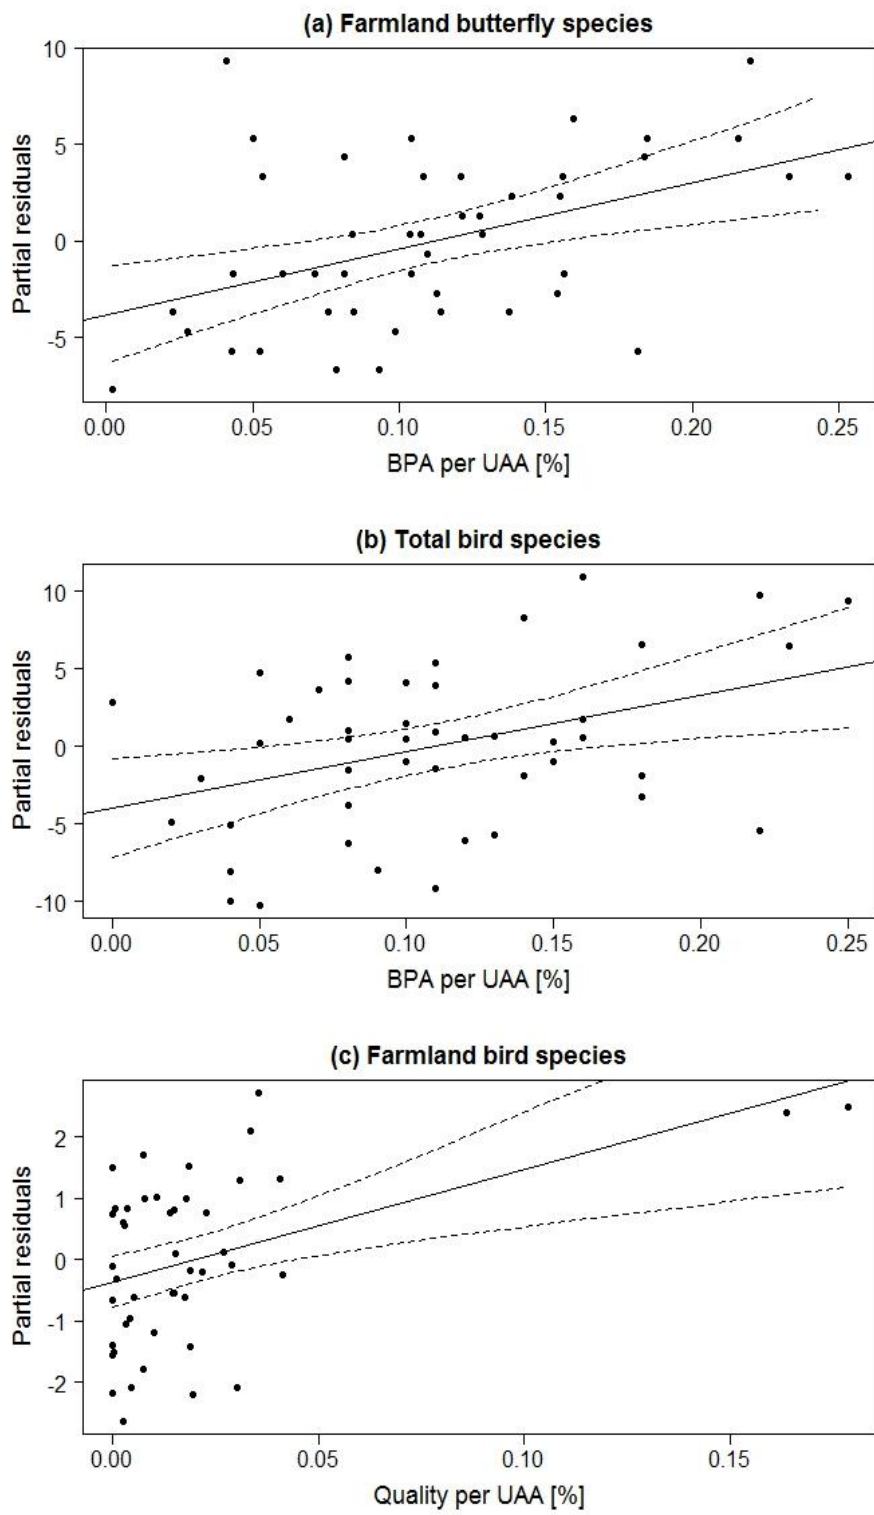 (a) Farmland butterfly species
Partial residuals
10
5
0
-5
0.00 0.05 0.10 0.15 0.20 0.25
BPA per UAA [%]
(b) Total bird species
Partial residuals
10
5
0
-5
-10
0.00 0.05 0.10 0.15 0.20 0.25
BPA per UAA [%]
(c) Farmland bird species
Partial residuals
2
1
0
-1
-2
0.00 0.05 0.10 0.15
Quality per UAA [%]